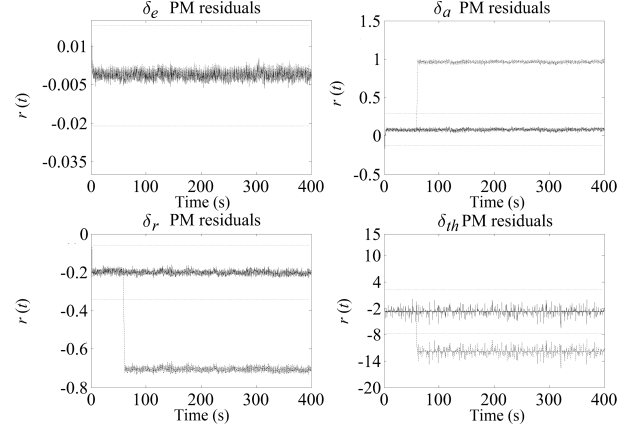 δe PM residuals
r (t)
0.01
-0.005
-0.02
-0.035
0 100 200 300 400
Time (s)
δa PM residuals
r (t)
1.5
1
0.5
0
-0.5
0 100 200 300 400
Time (s)
δr PM residuals
r (t)
0
-0.2
-0.4
-0.6
-0.8
0 100 200 300 400
Time (s)
δth PM residuals
r (t)
15
4
-2
-8
-14
-20
0 100 200 300 400
Time (s)